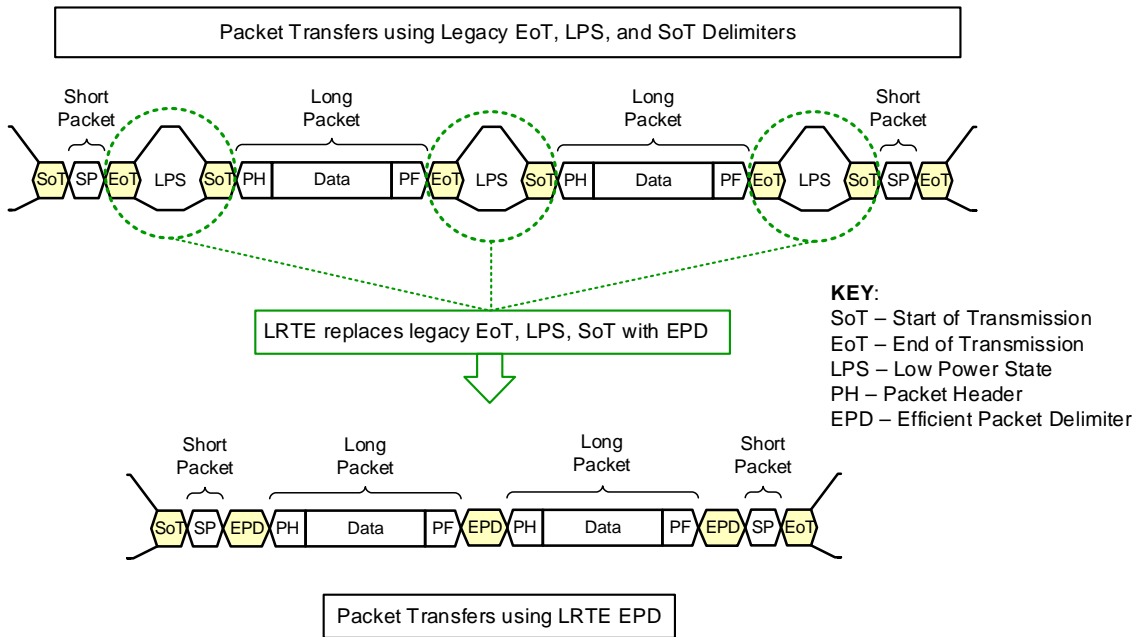 Packet Transfers using Legacy EoT, LPS, and SoT Delimiters
Short
Packet
Long
Packet
Long
Packet
Short
Packet
SoT SP EoT LPS SoT PH Data PF EoT LPS SoT PH Data PF EoT LPS SoT SP EoT
LRTE replaces legacy EoT, LPS, SoT with EPD
KEY:
SoT – Start of Transmission
EoT – End of Transmission
LPS – Low Power State
PH – Packet Header
EPD – Efficient Packet Delimiter
Short
Packet
Long
Packet
Long
Packet
Short
Packet
SoT SP EPD PH Data PF EPD PH Data PF EPD SP EoT
Packet Transfers using LRTE EPD